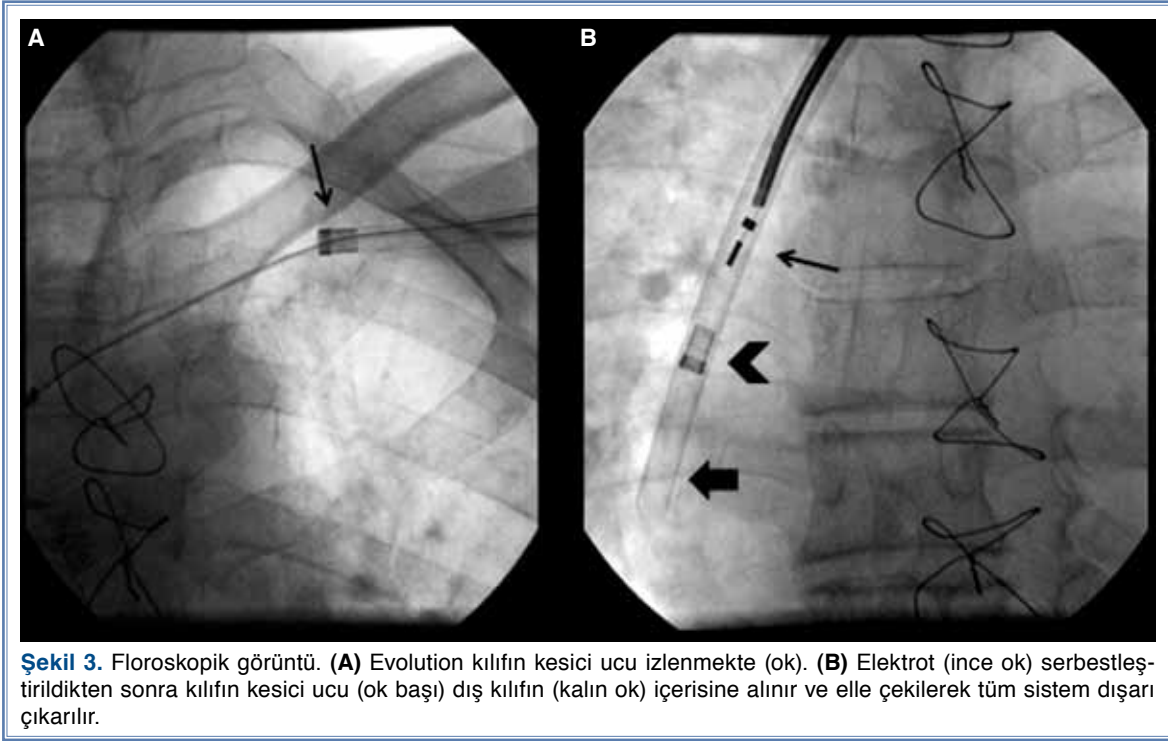 A
B
Şekil 3. Floroskopik görüntü. (A) Evolution kılıfın kesici ucu izlenmekte (ok). (B) Elektrot (ince ok) serbestleş-
tirildikten sonra kılıfın kesici ucu (ok başı) dış kılıfın (kalın ok) içerisine alınır ve elle çekilerek tüm sistem dışarı
çıkarılır.